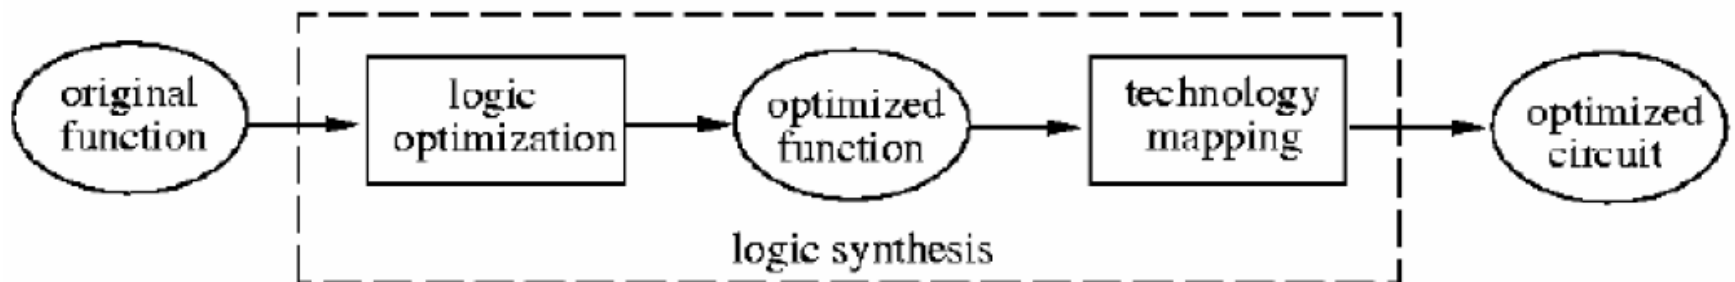 original
function
logic
optimization
optimized
function
technology
mapping
optimized
circuit
logic synthesis